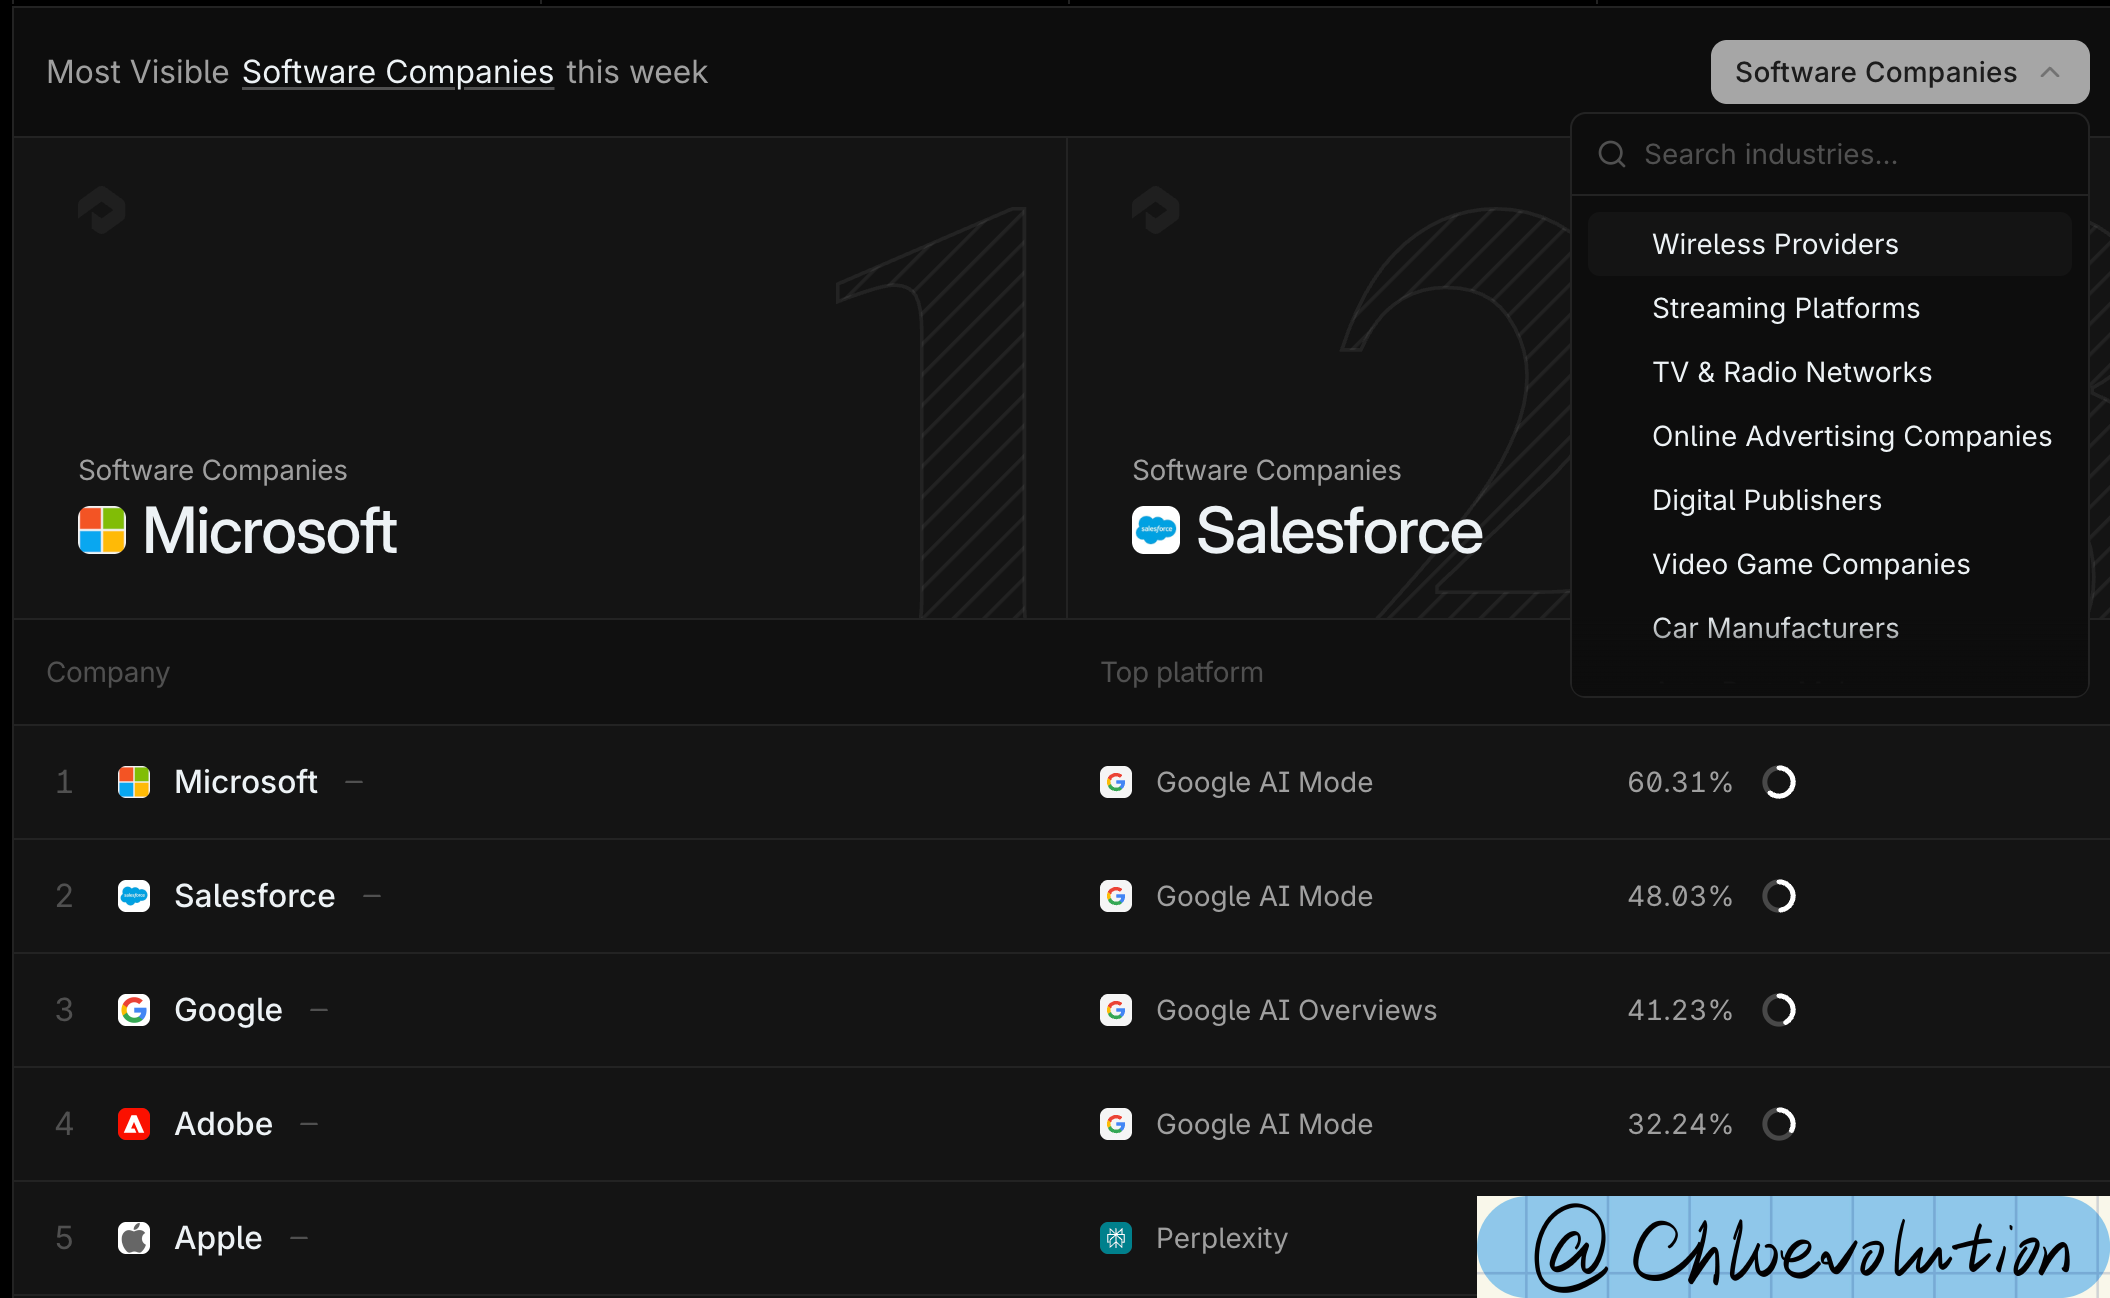 Most Visible Software Companies this week
Software Companies
Search industries...
Wireless Providers
Streaming Platforms
TV & Radio Networks
Online Advertising Companies
Digital Publishers
Video Game Companies
Car Manufacturers
1
Software Companies
Microsoft
2
Software Companies
salesforce
Salesforce
Company
Top platform
1 Microsoft — Google AI Mode 60.31%
2 Salesforce — Google AI Mode 48.03%
3 Google — Google AI Overviews 41.23%
4 Adobe — Google AI Mode 32.24%
5 Apple — Perplexity
@Chloevolution